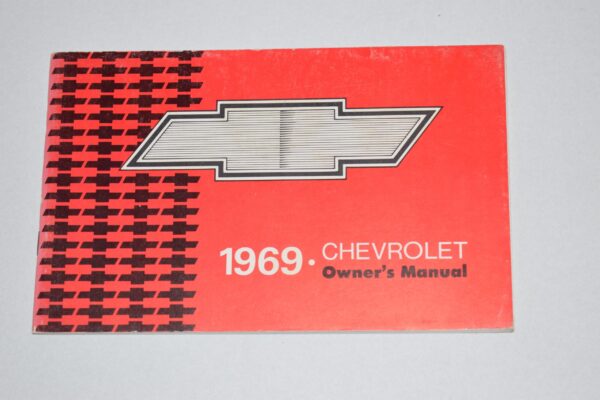 1969 • CHEVROLET
Owner's Manual